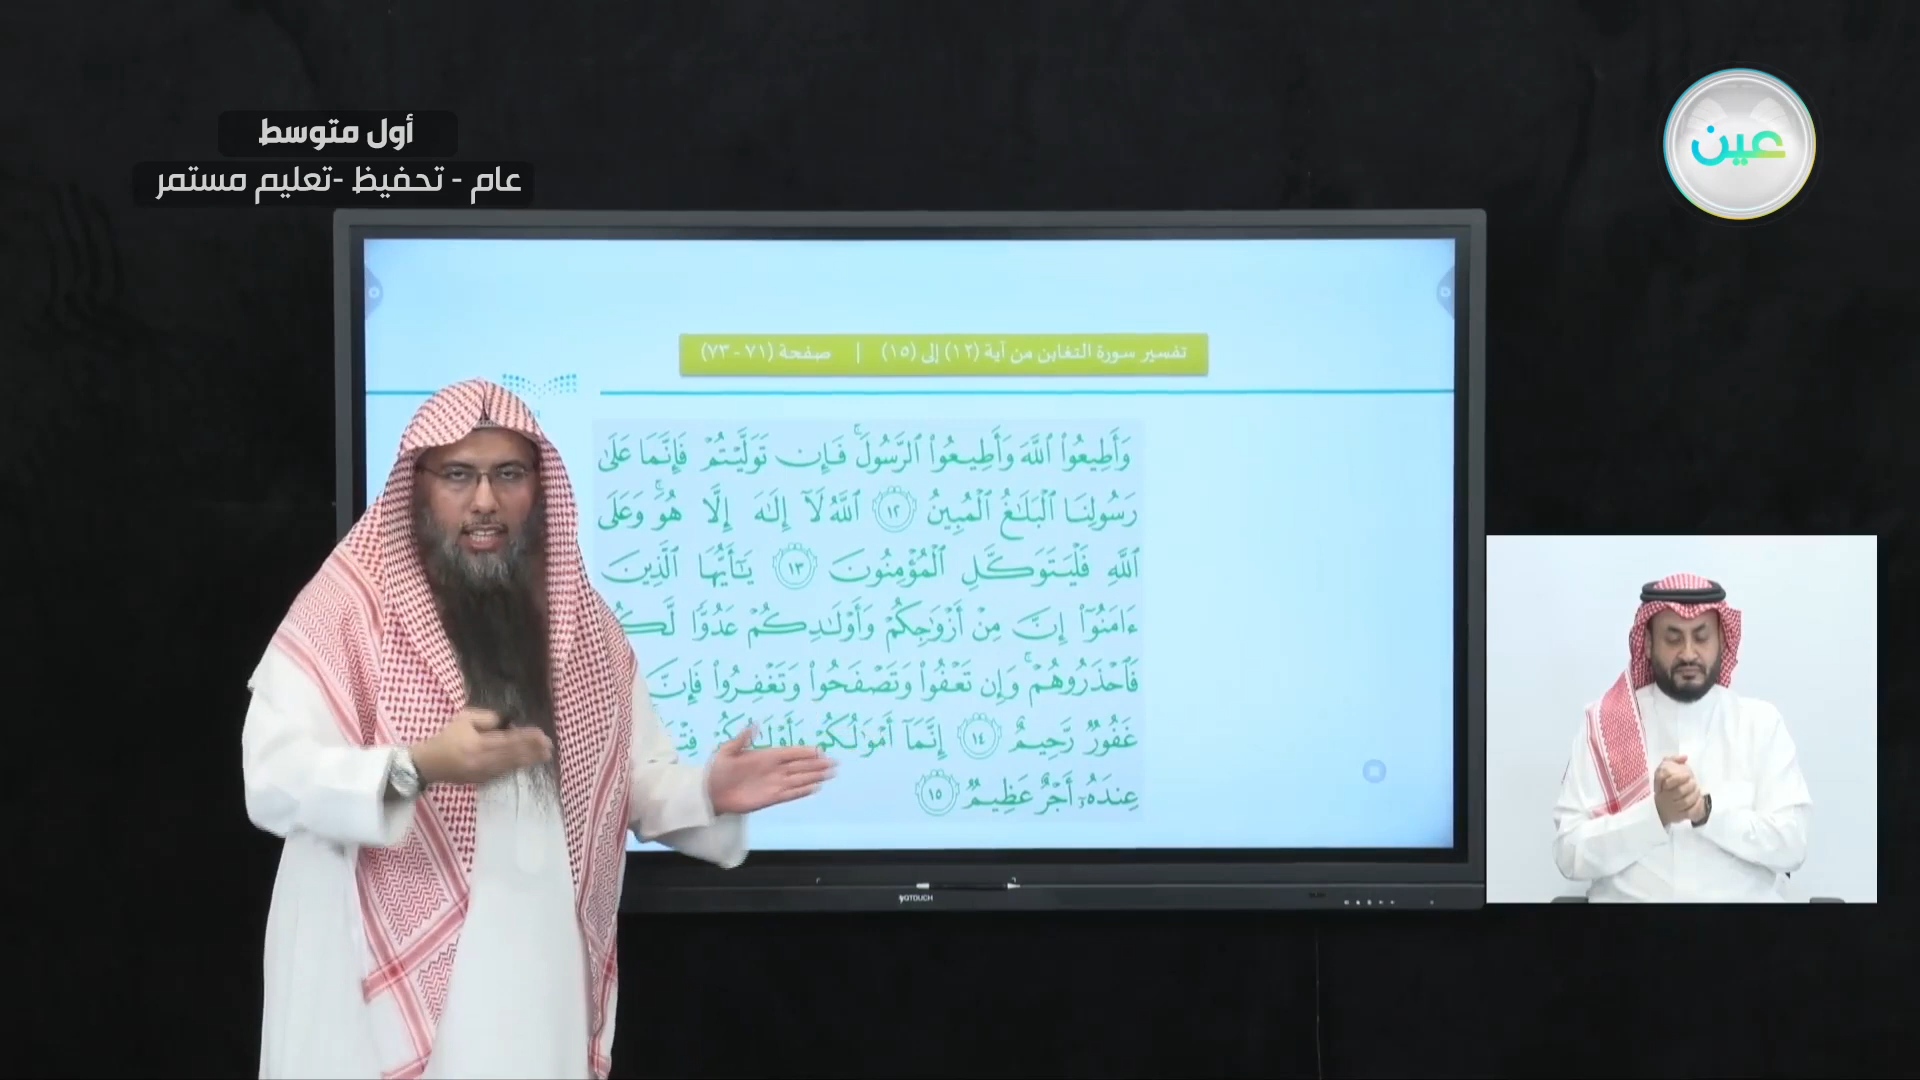 أول متوسط
عام - تحفيظ -تعليم مستمر
عين
تفسير سورة التغابن من آية (١٢) إلى (١٥) | صفحة (٧١ - ٧٣)
وَأَطِيعُوا۟ ٱللَّهَ وَأَطِيعُوا۟ ٱلرَّسُولَ ۚ فَإِن تَوَلَّيْتُمْ فَإِنَّمَا عَلَىٰ
رَسُولِنَا ٱلْبَلَـٰغُ ٱلْمُبِينُ ١٢ ٱللَّهُ لَآ إِلَـٰهَ إِلَّا هُوَ ۚ وَعَلَى
ٱللَّهِ فَلْيَتَوَكَّلِ ٱلْمُؤْمِنُونَ ١٣ يَـٰٓأَيُّهَا ٱلَّذِينَ
ءَامَنُوٓا۟ إِنَّ مِنْ أَزْوَٰجِكُمْ وَأَوْلَـٰدِكُمْ عَدُوًّا
فَٱحْذَرُوهُمْ ۚ وَإِن تَعْفُوا۟ وَتَصْفَحُوا۟ وَتَغْفِرُوا۟ فَإِنَّ
غَفُورٌ رَّحِيمٌ ١٤ إِنَّمَآ أَمْوَٰلُكُمْ وَأَوْلَـٰدُكُمْ
عِندَهُۥٓ أَجْرٌ عَظِيمٌ ١٥
YOTOUCH